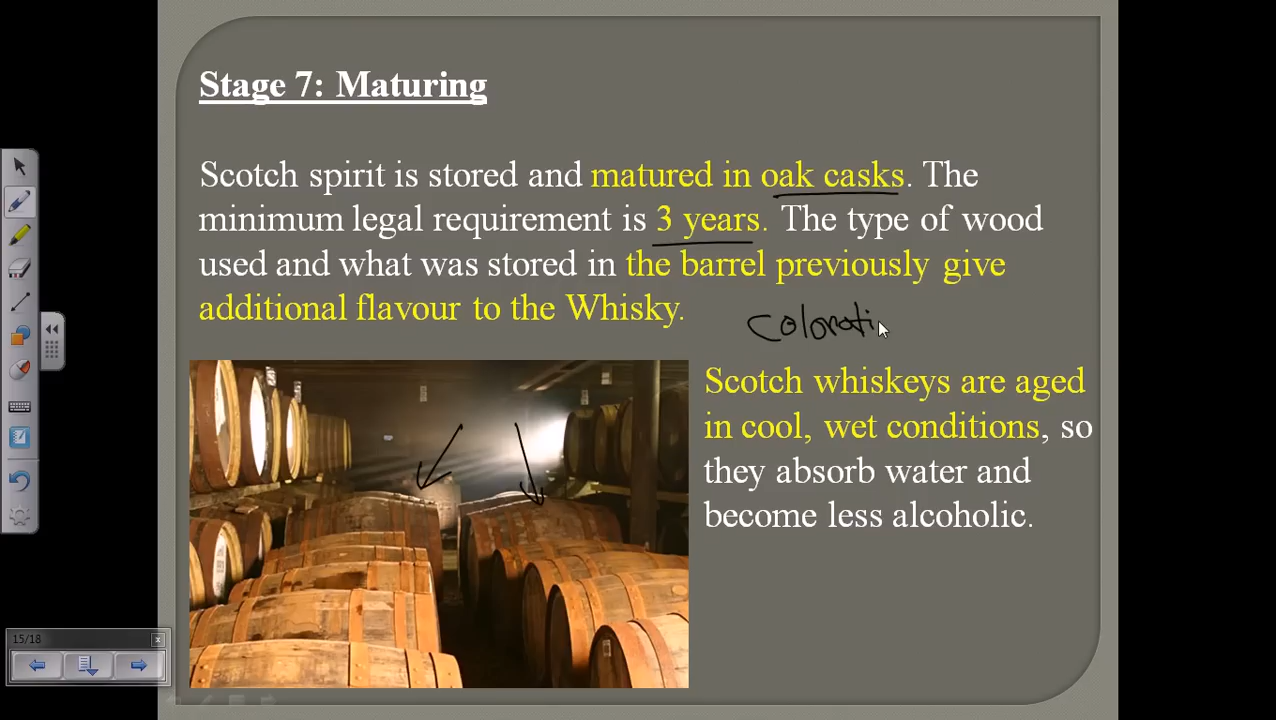 Stage 7: Maturing
Scotch spirit is stored and matured in oak casks. The
minimum legal requirement is 3 years. The type of wood
used and what was stored in the barrel previously give
additional flavour to the Whisky.
Colorati
Scotch whiskeys are aged
in cool, wet conditions, so
they absorb water and
become less alcoholic.
15/18